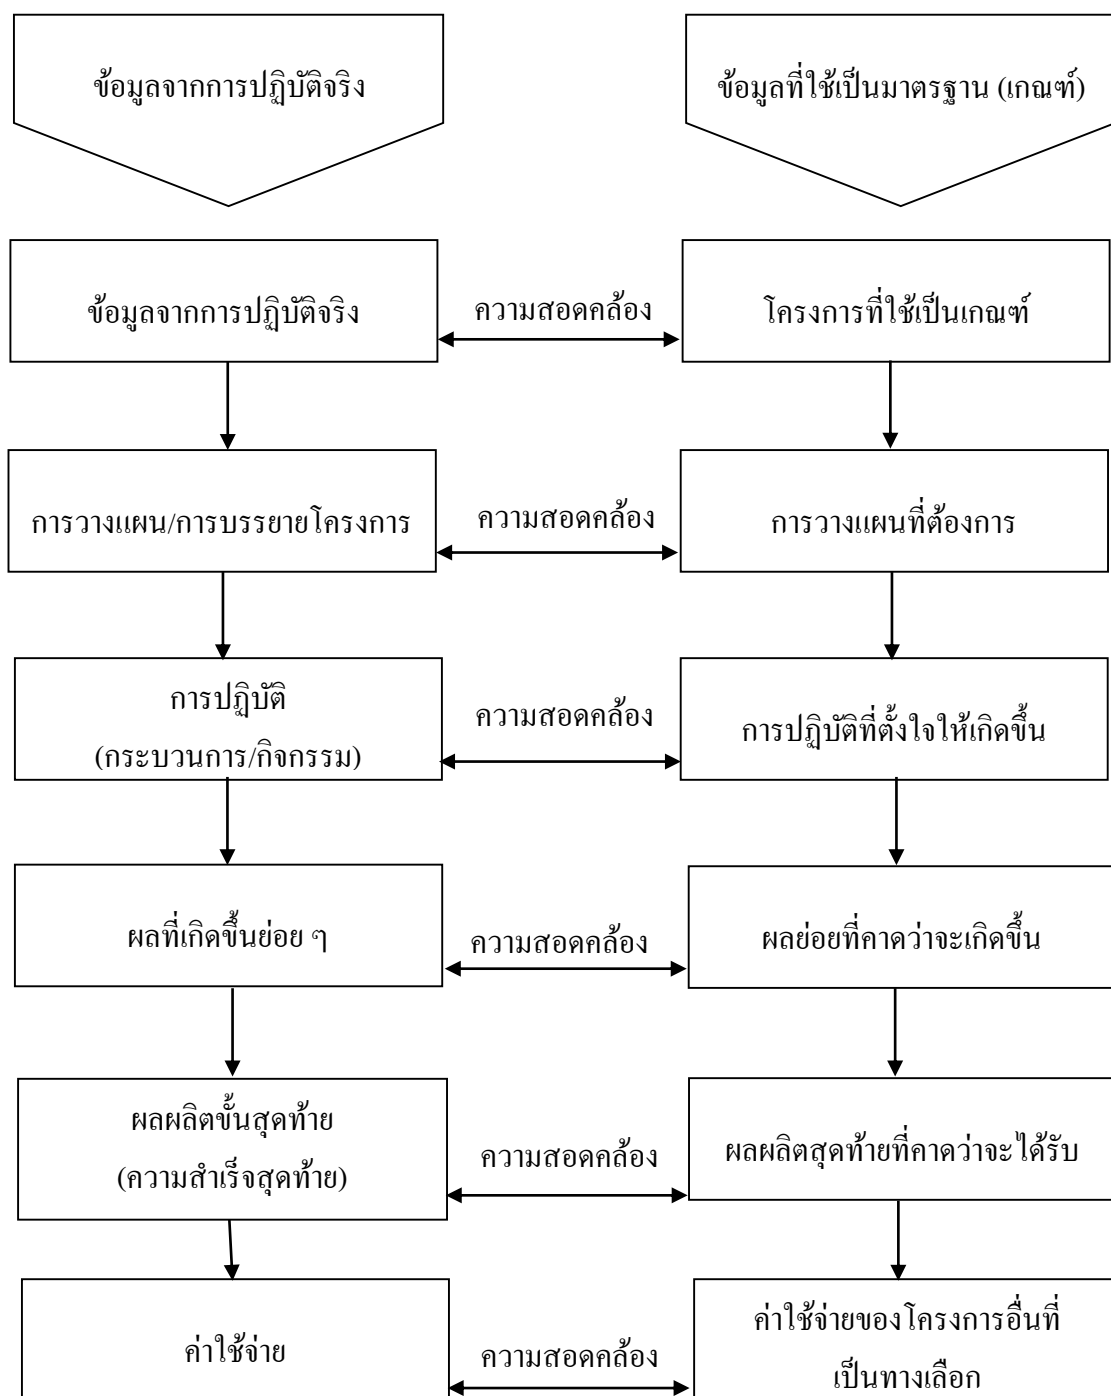 ข้อมูลจากการปฏิบัติจริง
ข้อมูลที่ใช้เป็นมาตรฐาน (เกณฑ์)
ข้อมูลจากการปฏิบัติจริง
ความสอดคล้อง
โครงการที่ใช้เป็นเกณฑ์
การวางแผน/การบรรยายโครงการ
ความสอดคล้อง
การวางแผนที่ต้องการ
การปฏิบัติ
(กระบวนการ/กิจกรรม)
ความสอดคล้อง
การปฏิบัติที่ตั้งใจให้เกิดขึ้น
ผลที่เกิดขึ้นย่อย ๆ
ความสอดคล้อง
ผลย่อยที่คาดว่าจะเกิดขึ้น
ผลผลิตขั้นสุดท้าย
(ความสำเร็จสุดท้าย)
ความสอดคล้อง
ผลผลิตสุดท้ายที่คาดว่าจะได้รับ
ค่าใช้จ่าย
ความสอดคล้อง
ค่าใช้จ่ายของโครงการอื่นที่
เป็นทางเลือก